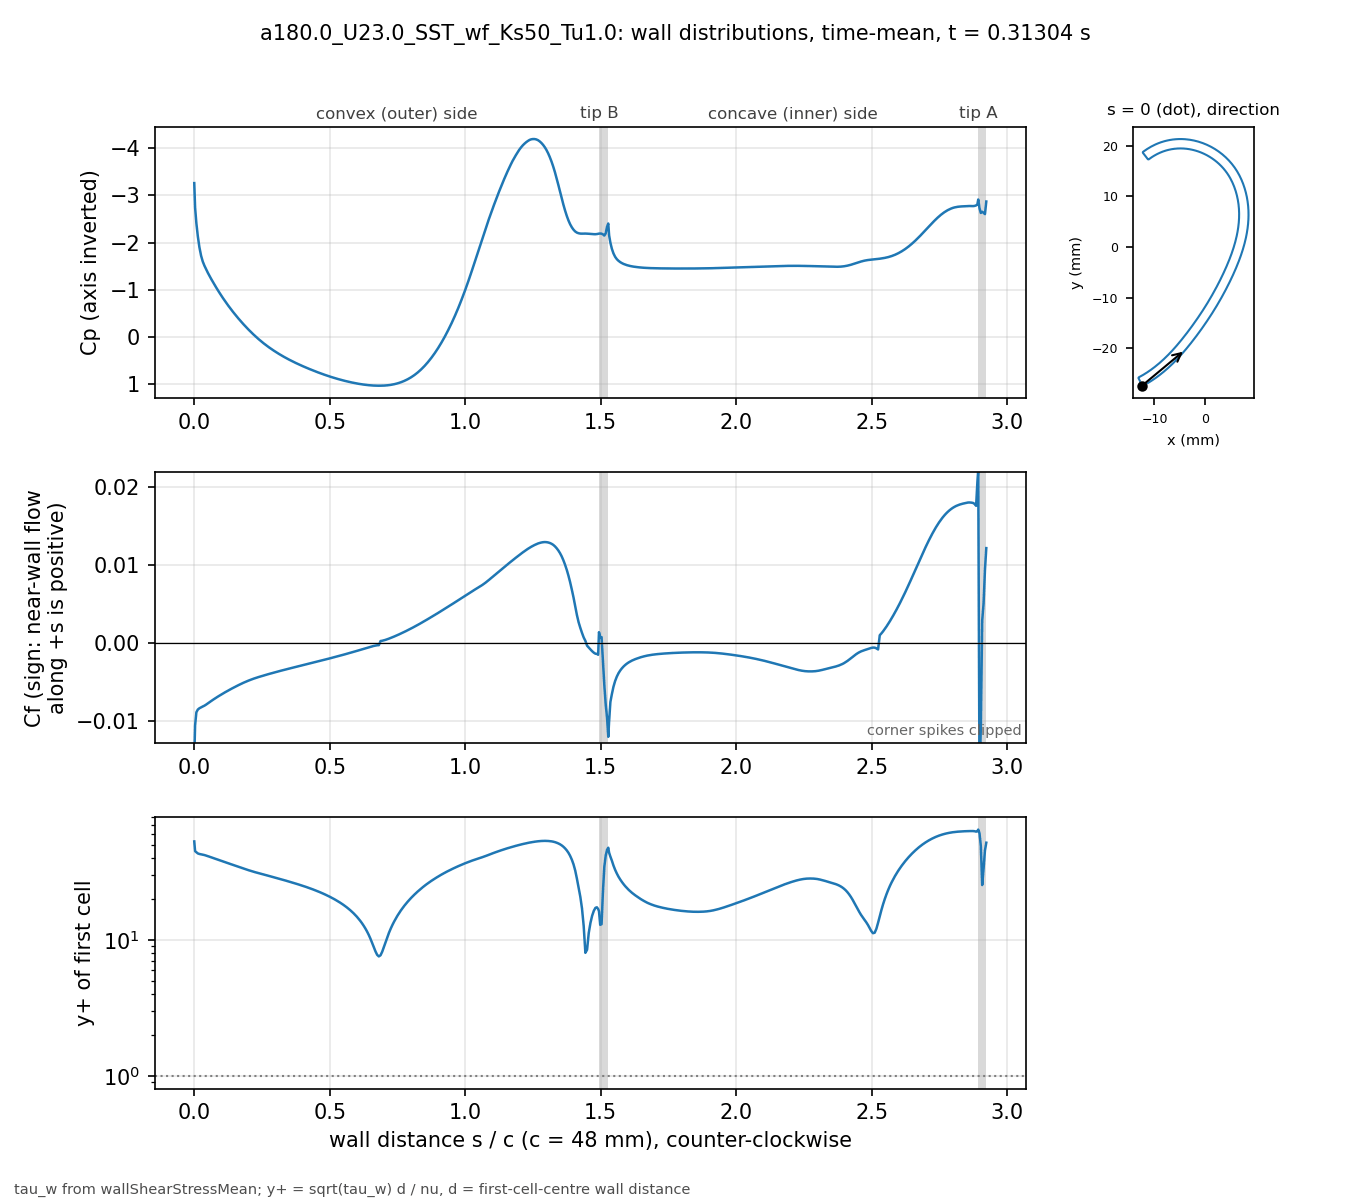 a180.0_U23.0_SST_wf_Ks50_Tu1.0: wall distributions, time-mean, t = 0.31304 s
convex (outer) side
tip B
concave (inner) side
tip A
s = 0 (dot), direction
Cp (axis inverted)
−4
−3
−2
−1
0
1
0.0
0.5
1.0
1.5
2.0
2.5
3.0
y (mm)
20
10
0
−10
−20
−10
0
x (mm)
Cf (sign: near-wall flow
along +s is positive)
0.02
0.01
0.00
−0.01
corner spikes clipped
0.0
0.5
1.0
1.5
2.0
2.5
3.0
y+ of first cell
10¹
10⁰
0.0
0.5
1.0
1.5
2.0
2.5
3.0
wall distance s / c (c = 48 mm), counter-clockwise
tau_w from wallShearStressMean; y+ = sqrt(tau_w) d / nu, d = first-cell-centre wall distance